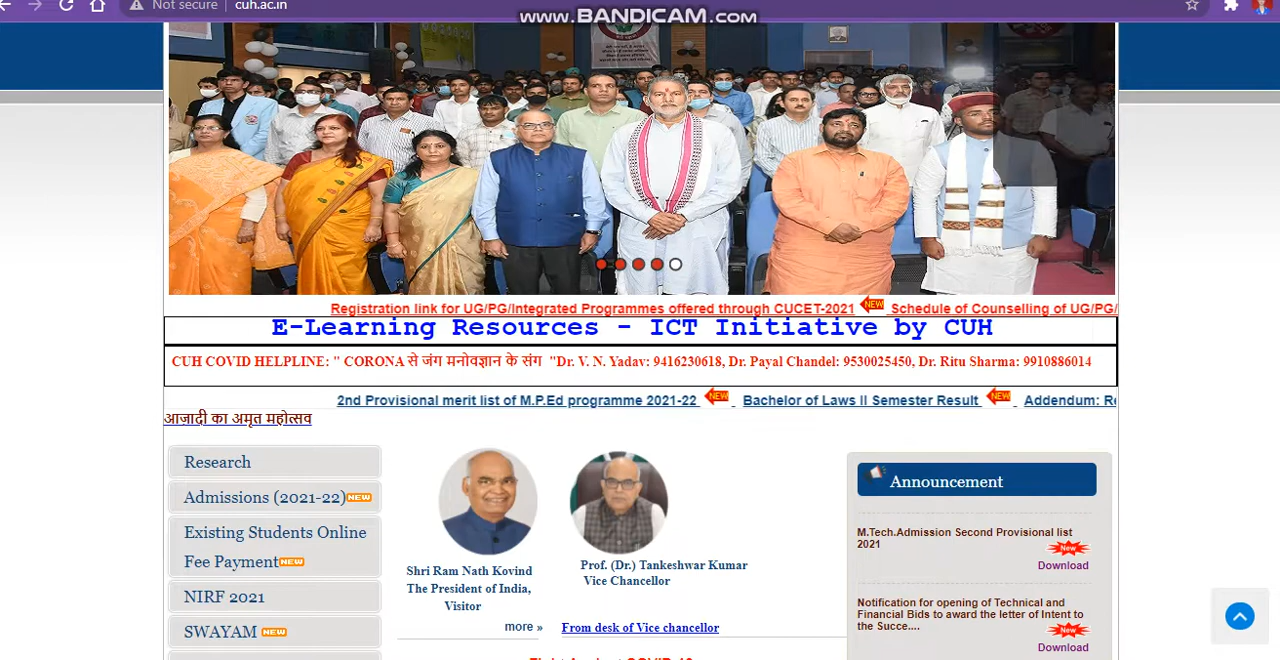 Not secure | cuh.ac.in
www.BANDICAM.com
Registration link for UG/PG/Integrated Programmes offered through CUCET-2021 NEW Schedule of Counselling of UG/PG/
E-Learning Resources - ICT Initiative by CUH
CUH COVID HELPLINE: " CORONA से जंग मनोवज्ञान के संग "Dr. V. N. Yadav: 9416230618, Dr. Payal Chandel: 9530025450, Dr. Ritu Sharma: 9910886014
2nd Provisional merit list of M.P.Ed programme 2021-22 NEW Bachelor of Laws II Semester Result NEW Addendum: Re
आजादी का अमृत महोत्सव
Research
Admissions (2021-22) NEW
Existing Students Online
Fee Payment NEW
NIRF 2021
SWAYAM NEW
Shri Ram Nath Kovind
The President of India,
Visitor
more »
Prof. (Dr.) Tankeshwar Kumar
Vice Chancellor
From desk of Vice chancellor
Announcement
M.Tech.Admission Second Provisional list
2021
New
Download
Notification for opening of Technical and
Financial Bids to award the letter of Intent to
the Succe....
New
Download